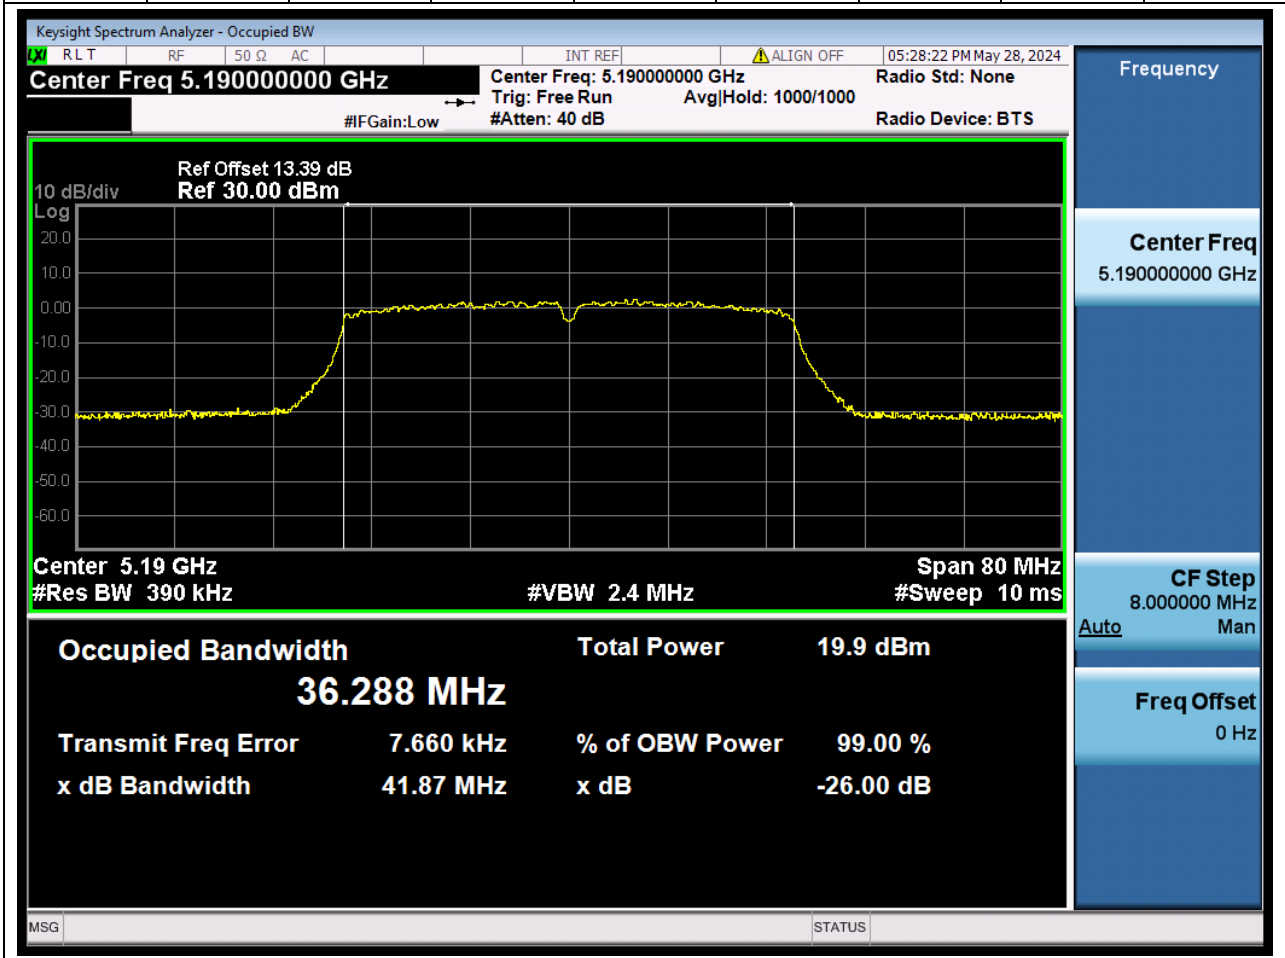 Keysight Spectrum Analyzer - Occupied BW
LXI RLT RF 50 Ω AC INT REF ALIGN OFF 05:28:22 PM May 28, 2024
Center Freq 5.190000000 GHz
Center Freq: 5.190000000 GHz
Radio Std: None
Trig: Free Run Avg|Hold: 1000/1000
#IFGain:Low
#Atten: 40 dB
Radio Device: BTS
Ref Offset 13.39 dB
10 dB/div Ref 30.00 dBm
Log
20.0
10.0
0.00
-10.0
-20.0
-30.0
-40.0
-50.0
-60.0
Center 5.19 GHz Span 80 MHz
#Res BW 390 kHz #VBW 2.4 MHz #Sweep 10 ms
Occupied Bandwidth Total Power 19.9 dBm
36.288 MHz
Transmit Freq Error 7.660 kHz % of OBW Power 99.00 %
x dB Bandwidth 41.87 MHz x dB -26.00 dB
Frequency
Center Freq
5.190000000 GHz
CF Step
8.000000 MHz
Auto Man
Freq Offset
0 Hz
MSG STATUS